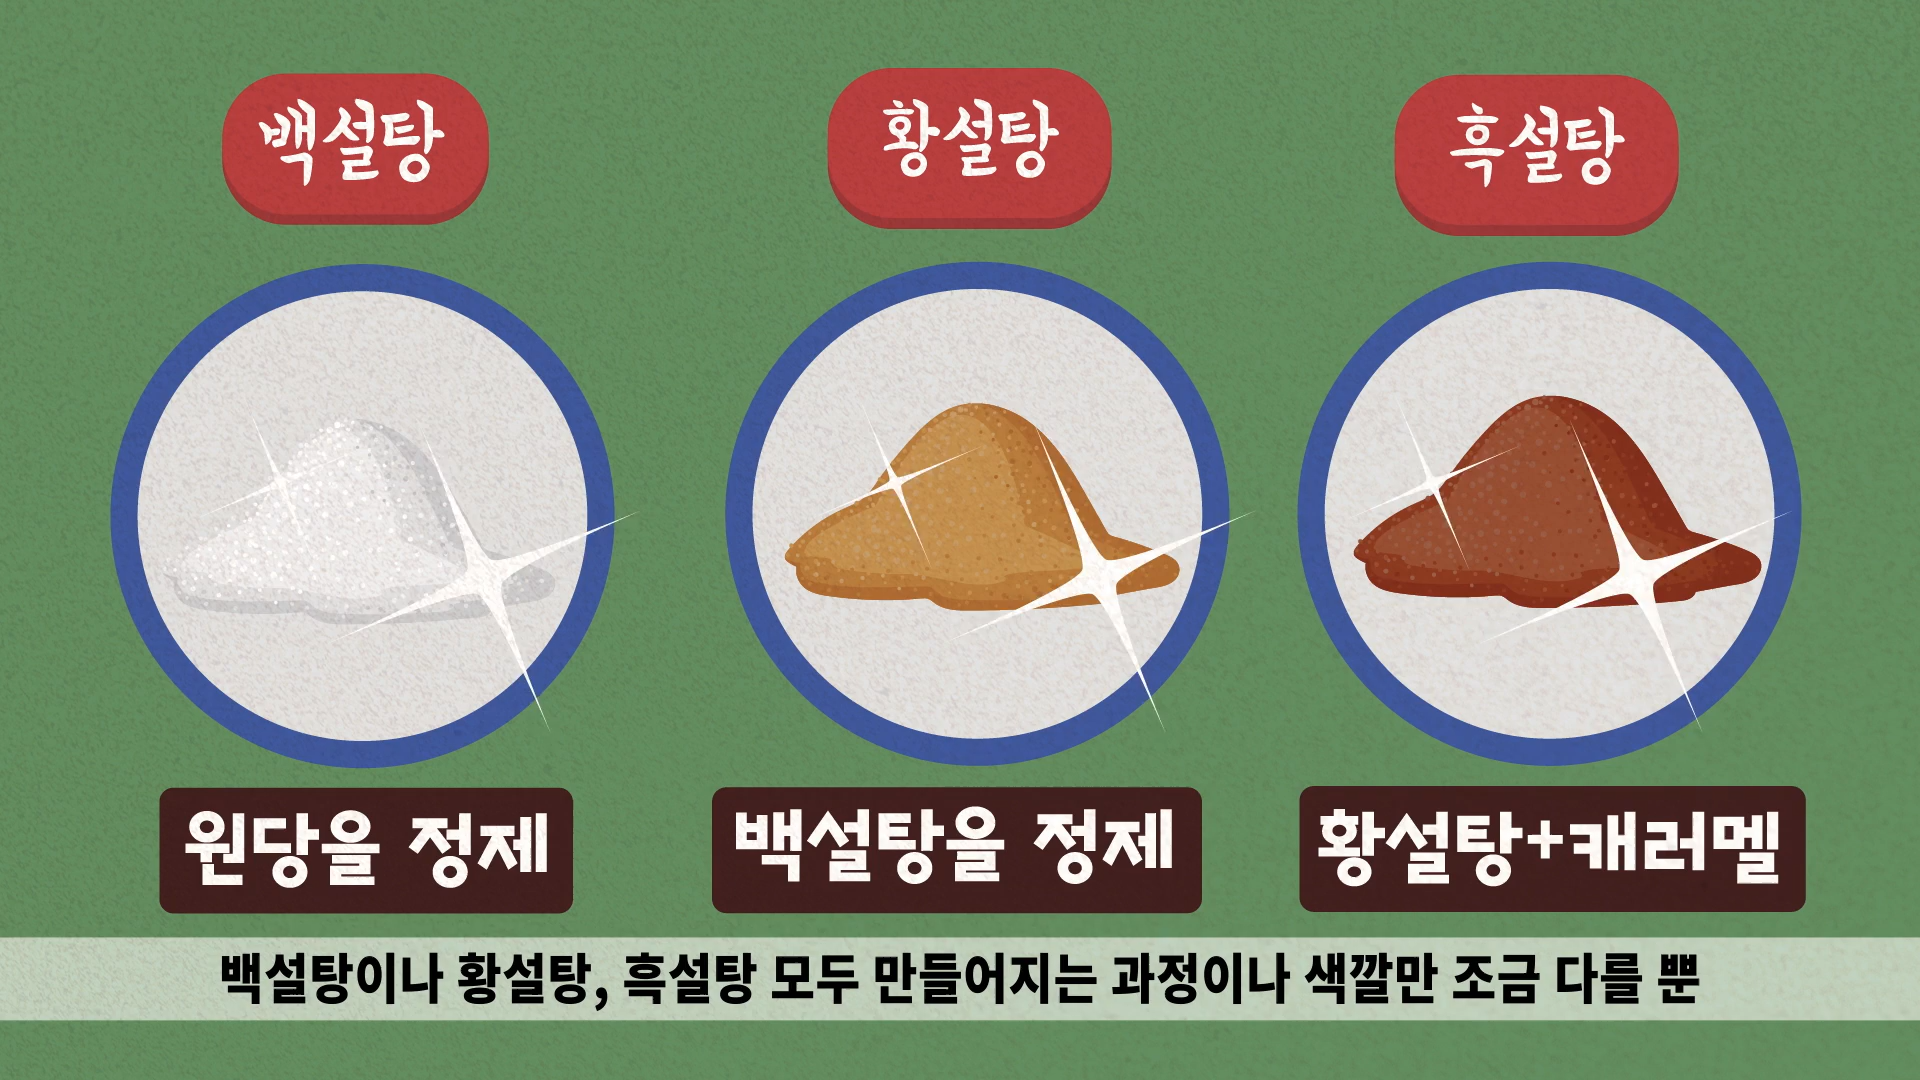 백설탕
황설탕
흑설탕
원당을 정제
백설탕을 정제
황설탕+캐러멜
백설탕이나 황설탕, 흑설탕 모두 만들어지는 과정이나 색깔만 조금 다를 뿐